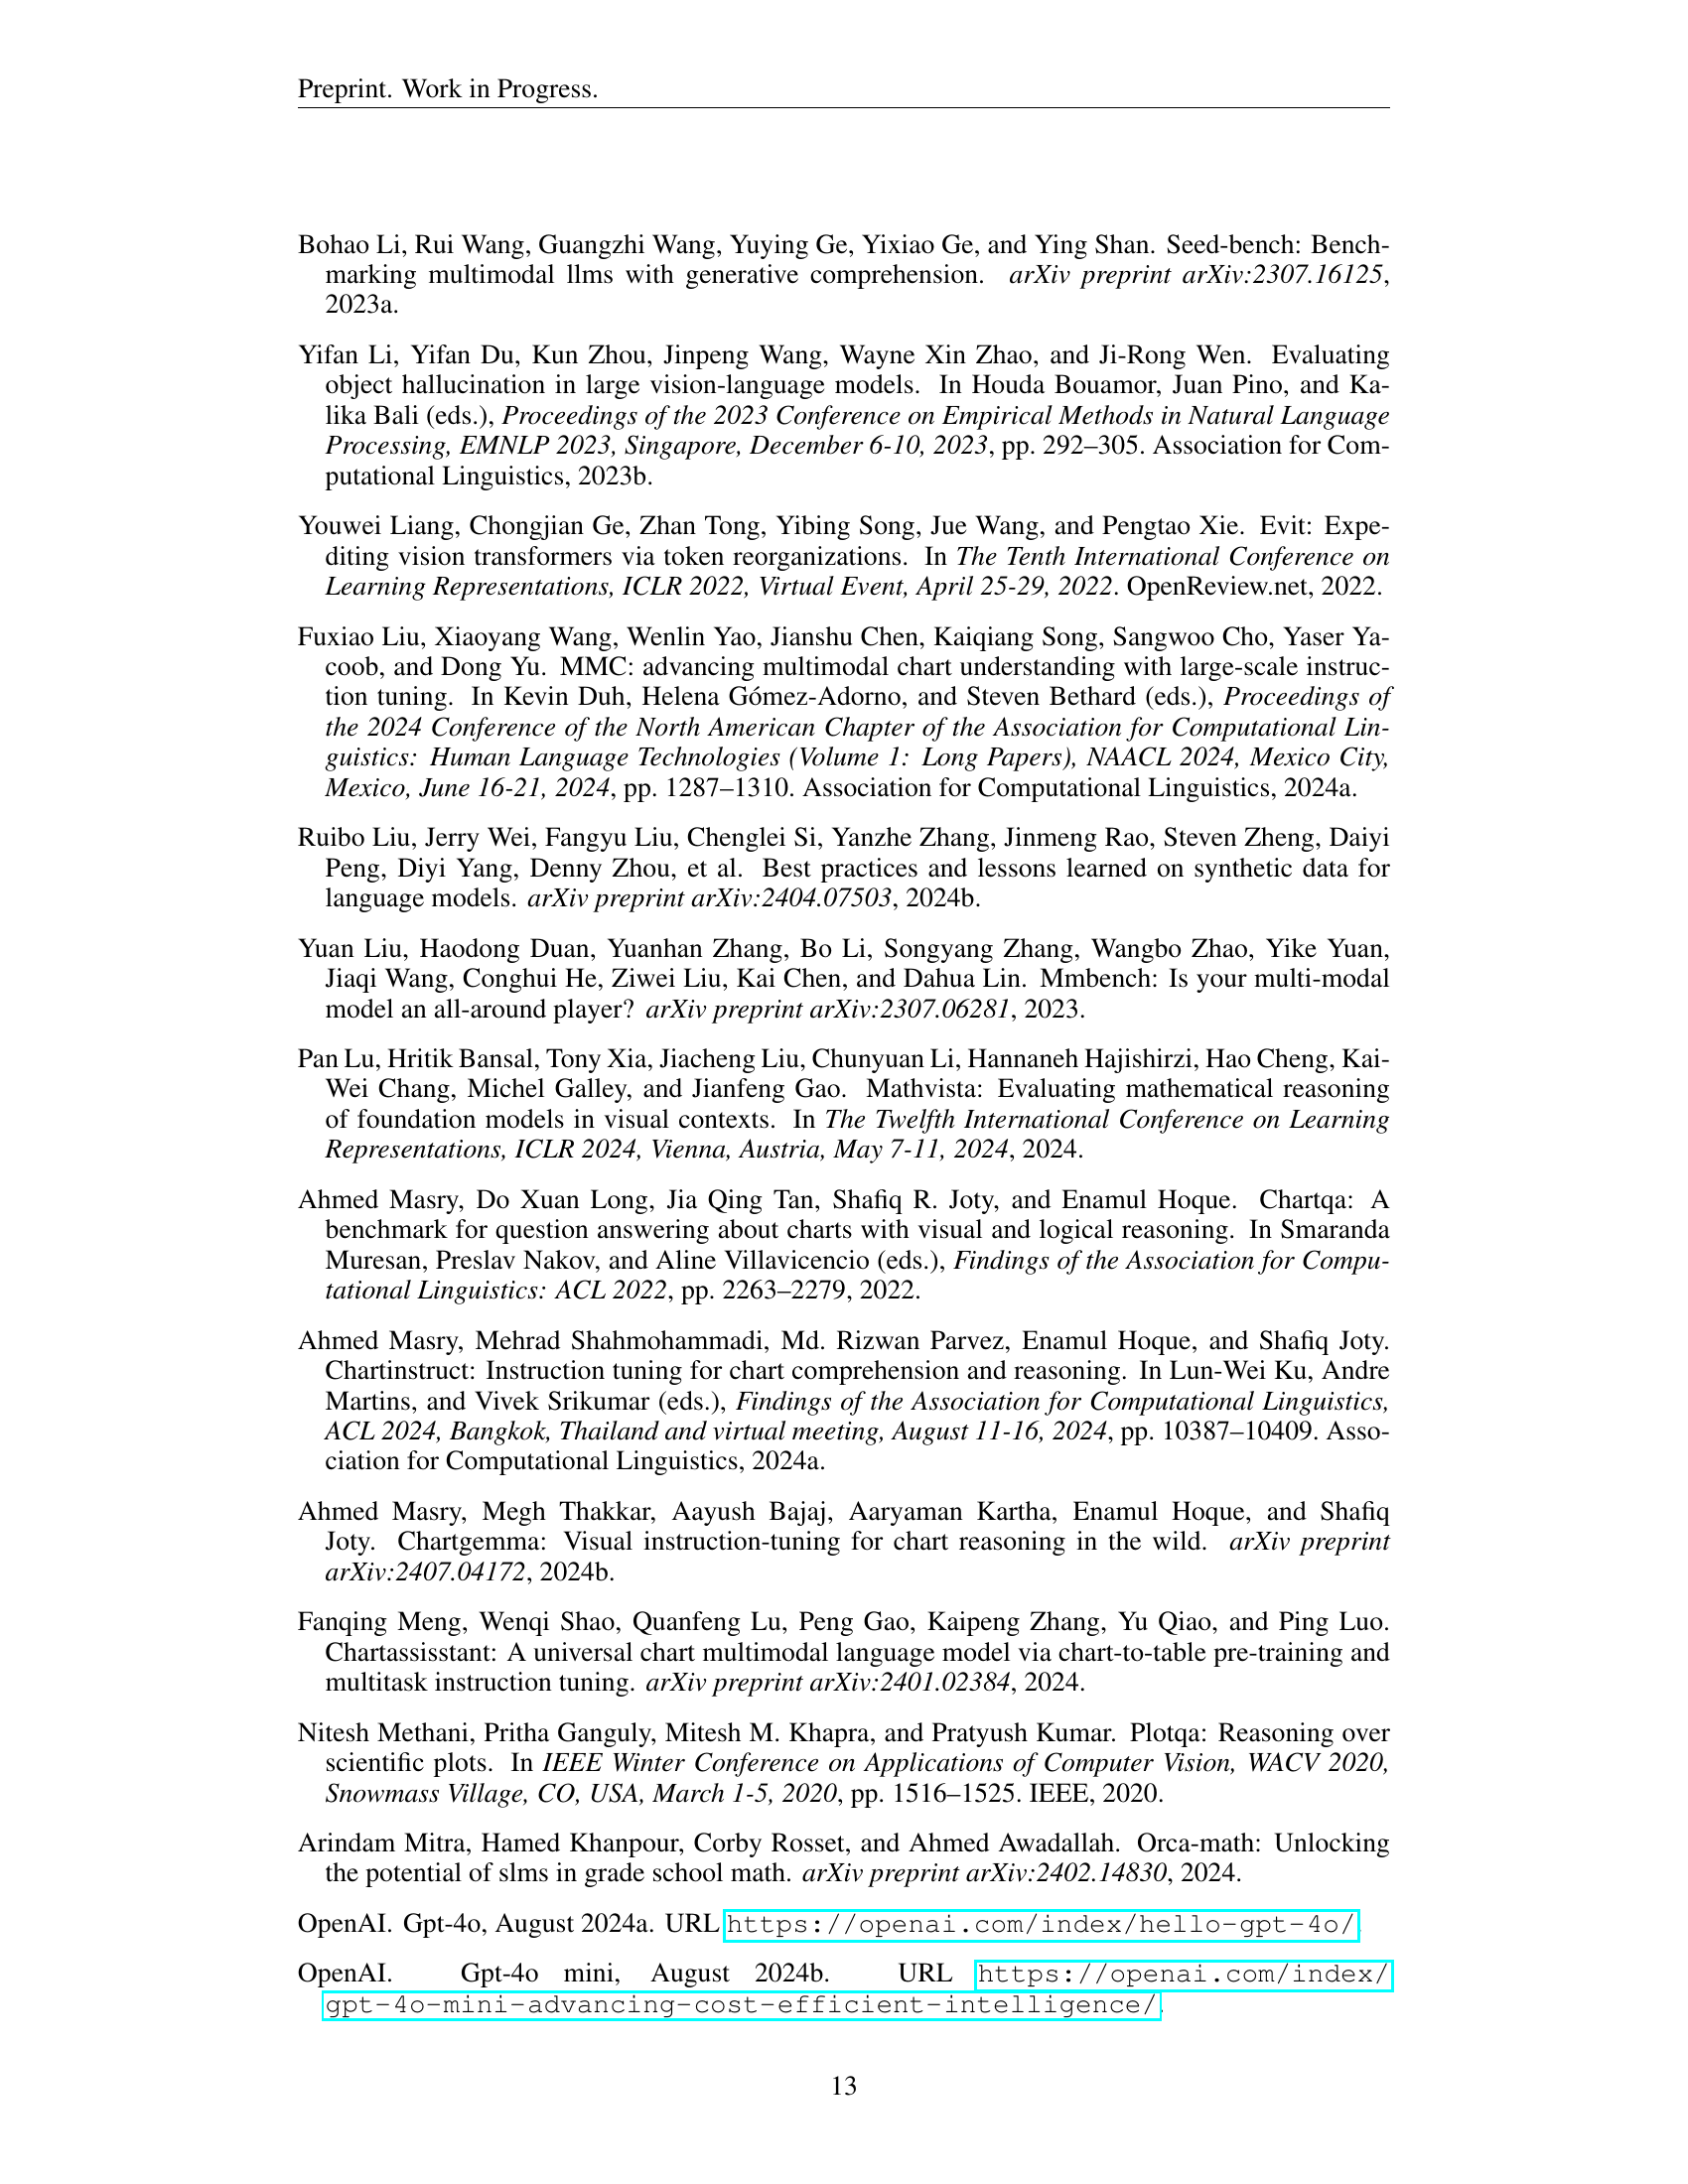 Preprint. Work in Progress.
Bohao Li, Rui Wang, Guangzhi Wang, Yuying Ge, Yixiao Ge, and Ying Shan. Seed-bench: Bench-
marking multimodal llms with generative comprehension. arXiv preprint arXiv:2307.16125,
2023a.
Yifan Li, Yifan Du, Kun Zhou, Jinpeng Wang, Wayne Xin Zhao, and Ji-Rong Wen. Evaluating
object hallucination in large vision-language models. In Houda Bouamor, Juan Pino, and Ka-
lika Bali (eds.), Proceedings of the 2023 Conference on Empirical Methods in Natural Language
Processing, EMNLP 2023, Singapore, December 6-10, 2023, pp. 292–305. Association for Com-
putational Linguistics, 2023b.
Youwei Liang, Chongjian Ge, Zhan Tong, Yibing Song, Jue Wang, and Pengtao Xie. Evit: Expe-
diting vision transformers via token reorganizations. In The Tenth International Conference on
Learning Representations, ICLR 2022, Virtual Event, April 25-29, 2022. OpenReview.net, 2022.
Fuxiao Liu, Xiaoyang Wang, Wenlin Yao, Jianshu Chen, Kaiqiang Song, Sangwoo Cho, Yaser Ya-
coob, and Dong Yu. MMC: advancing multimodal chart understanding with large-scale instruc-
tion tuning. In Kevin Duh, Helena Gómez-Adorno, and Steven Bethard (eds.), Proceedings of
the 2024 Conference of the North American Chapter of the Association for Computational Lin-
guistics: Human Language Technologies (Volume 1: Long Papers), NAACL 2024, Mexico City,
Mexico, June 16-21, 2024, pp. 1287–1310. Association for Computational Linguistics, 2024a.
Ruibo Liu, Jerry Wei, Fangyu Liu, Chenglei Si, Yanzhe Zhang, Jinmeng Rao, Steven Zheng, Daiyi
Peng, Diyi Yang, Denny Zhou, et al. Best practices and lessons learned on synthetic data for
language models. arXiv preprint arXiv:2404.07503, 2024b.
Yuan Liu, Haodong Duan, Yuanhan Zhang, Bo Li, Songyang Zhang, Wangbo Zhao, Yike Yuan,
Jiaqi Wang, Conghui He, Ziwei Liu, Kai Chen, and Dahua Lin. Mmbench: Is your multi-modal
model an all-around player? arXiv preprint arXiv:2307.06281, 2023.
Pan Lu, Hritik Bansal, Tony Xia, Jiacheng Liu, Chunyuan Li, Hannaneh Hajishirzi, Hao Cheng, Kai-
Wei Chang, Michel Galley, and Jianfeng Gao. Mathvista: Evaluating mathematical reasoning
of foundation models in visual contexts. In The Twelfth International Conference on Learning
Representations, ICLR 2024, Vienna, Austria, May 7-11, 2024, 2024.
Ahmed Masry, Do Xuan Long, Jia Qing Tan, Shafiq R. Joty, and Enamul Hoque. Chartqa: A
benchmark for question answering about charts with visual and logical reasoning. In Smaranda
Muresan, Preslav Nakov, and Aline Villavicencio (eds.), Findings of the Association for Compu-
tational Linguistics: ACL 2022, pp. 2263–2279, 2022.
Ahmed Masry, Mehrad Shahmohammadi, Md. Rizwan Parvez, Enamul Hoque, and Shafiq Joty.
Chartinstruct: Instruction tuning for chart comprehension and reasoning. In Lun-Wei Ku, Andre
Martins, and Vivek Srikumar (eds.), Findings of the Association for Computational Linguistics,
ACL 2024, Bangkok, Thailand and virtual meeting, August 11-16, 2024, pp. 10387–10409. Asso-
ciation for Computational Linguistics, 2024a.
Ahmed Masry, Megh Thakkar, Aayush Bajaj, Aaryaman Kartha, Enamul Hoque, and Shafiq
Joty. Chartgemma: Visual instruction-tuning for chart reasoning in the wild. arXiv preprint
arXiv:2407.04172, 2024b.
Fanqing Meng, Wenqi Shao, Quanfeng Lu, Peng Gao, Kaipeng Zhang, Yu Qiao, and Ping Luo.
Chartassisstant: A universal chart multimodal language model via chart-to-table pre-training and
multitask instruction tuning. arXiv preprint arXiv:2401.02384, 2024.
Nitesh Methani, Pritha Ganguly, Mitesh M. Khapra, and Pratyush Kumar. Plotqa: Reasoning over
scientific plots. In IEEE Winter Conference on Applications of Computer Vision, WACV 2020,
Snowmass Village, CO, USA, March 1-5, 2020, pp. 1516–1525. IEEE, 2020.
Arindam Mitra, Hamed Khanpour, Corby Rosset, and Ahmed Awadallah. Orca-math: Unlocking
the potential of slms in grade school math. arXiv preprint arXiv:2402.14830, 2024.
OpenAI. Gpt-4o, August 2024a. URL https://openai.com/index/hello-gpt-4o/.
OpenAI. Gpt-4o mini, August 2024b. URL https://openai.com/index/
gpt-4o-mini-advancing-cost-efficient-intelligence/.
13